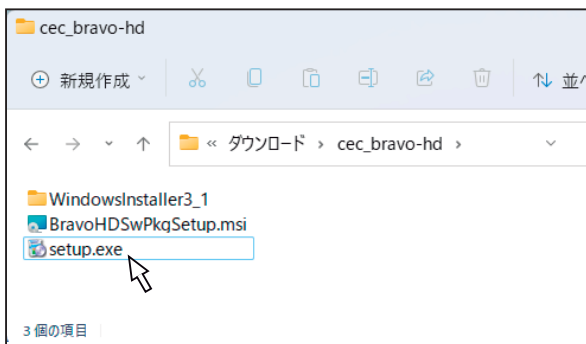 cec_bravo-hd
新規作成 並べ
« ダウンロード › cec_bravo-hd ›
WindowsInstaller3_1
BravoHDSwPkgSetup.msi
setup.exe
3 個の項目